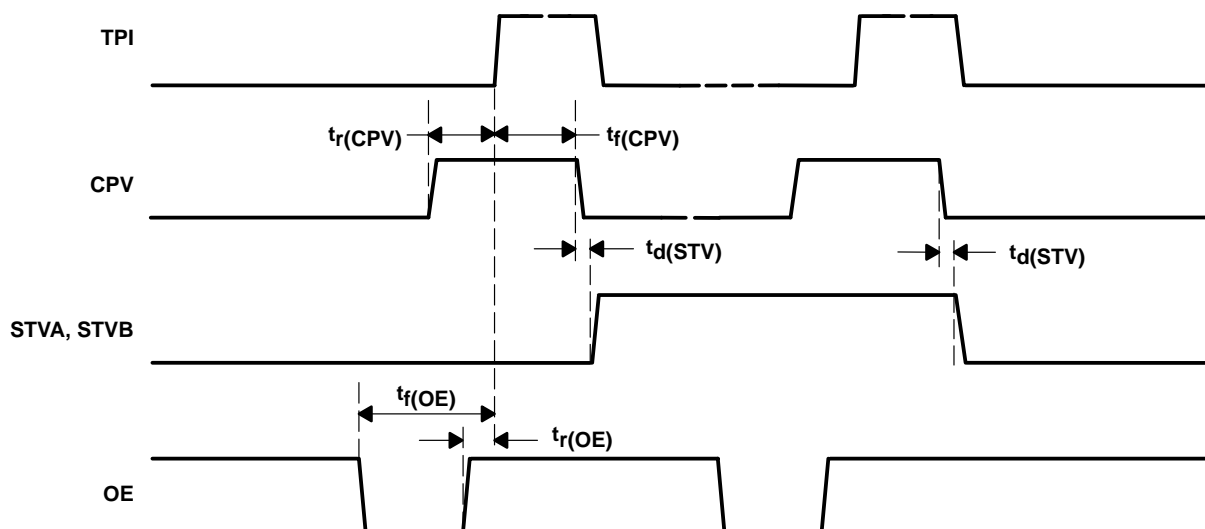 TPI
tr(CPV)
tf(CPV)
CPV
td(STV)
td(STV)
STVA, STVB
tf(OE)
tr(OE)
OE